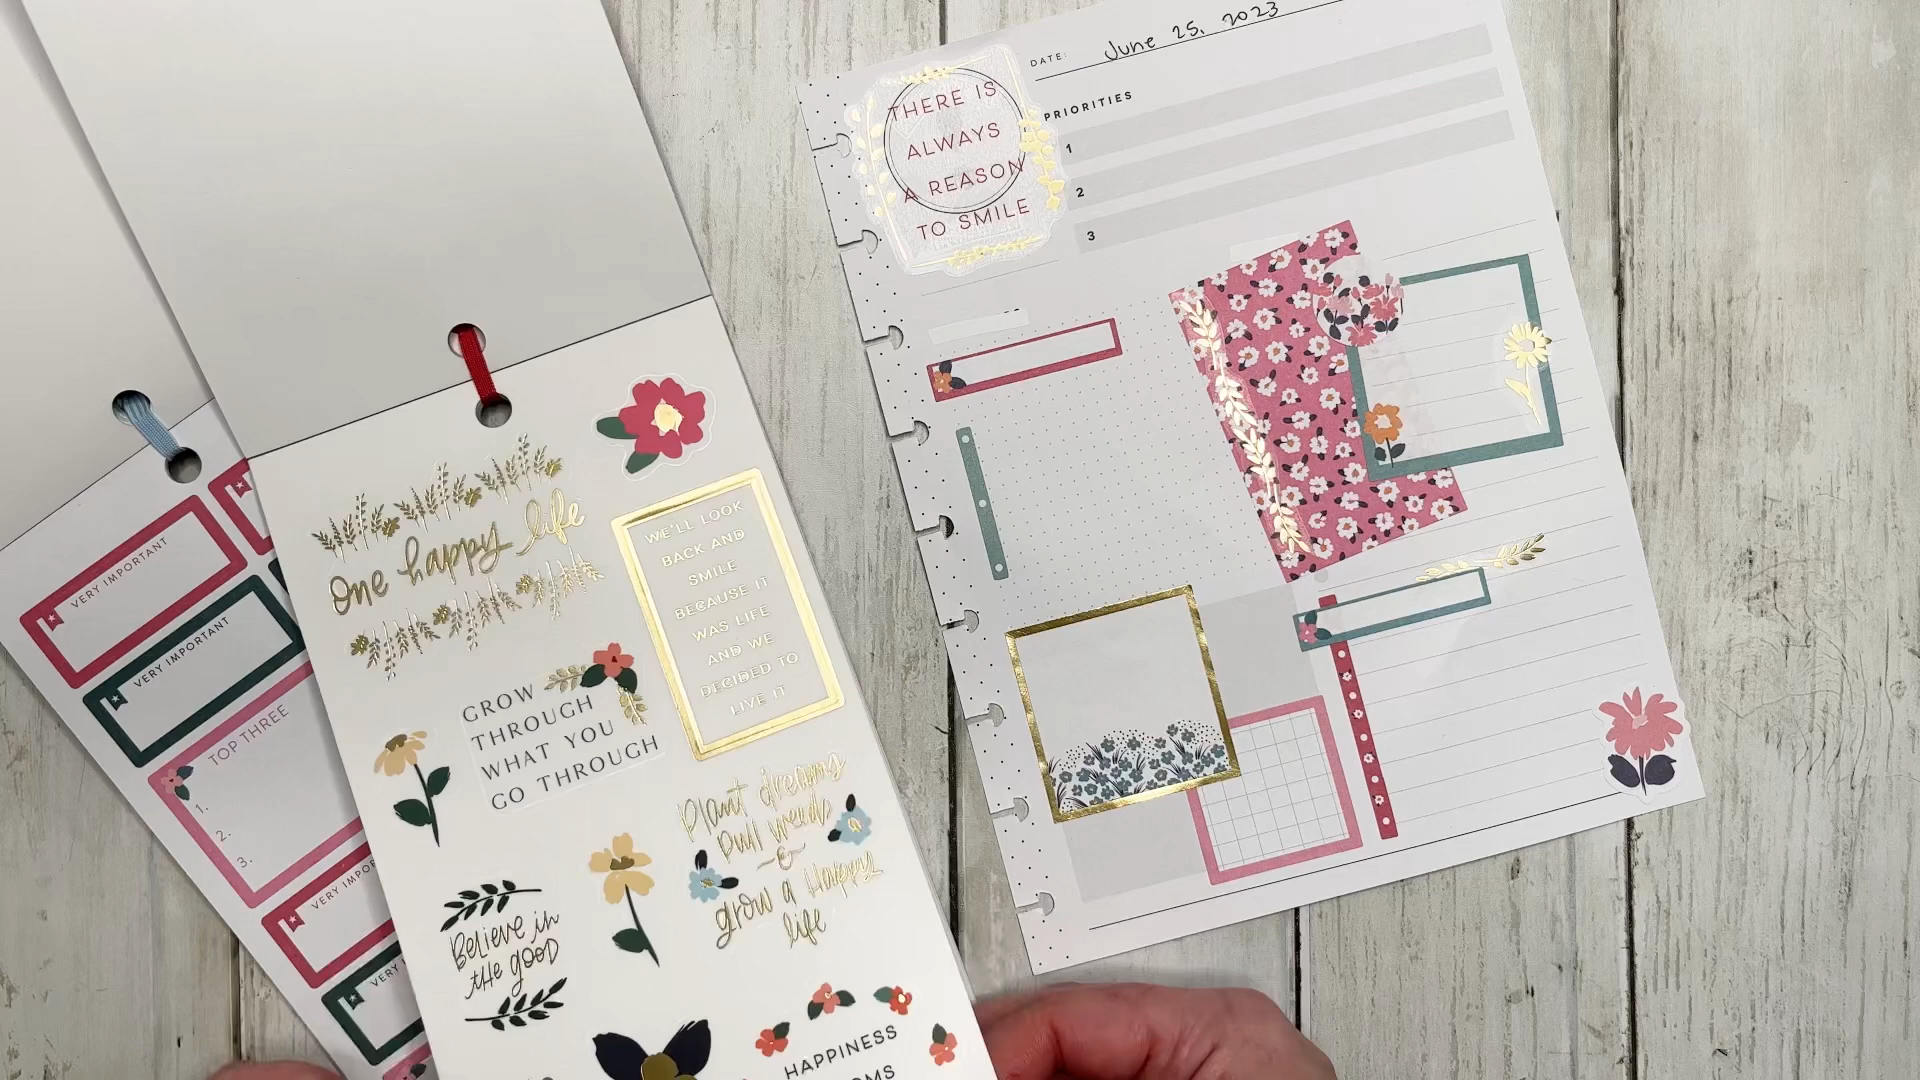 DATE: June 25, 2023
THERE IS
ALWAYS
A REASON
TO SMILE
PRIORITIES
1
2
3
VERY IMPORTANT
VERY IMPORTANT
TOP THREE
1.
2.
3.
VERY
VERY
one happy life
WE'LL LOOK
BACK AND
SMILE
BECAUSE IT
WAS LIFE
AND WE
DECIDED TO
LIVE IT
GROW
THROUGH
WHAT YOU
GO THROUGH
Plant dreams
pull weeds
grow a Happy
life
Believe in
the good
HAPPINESS